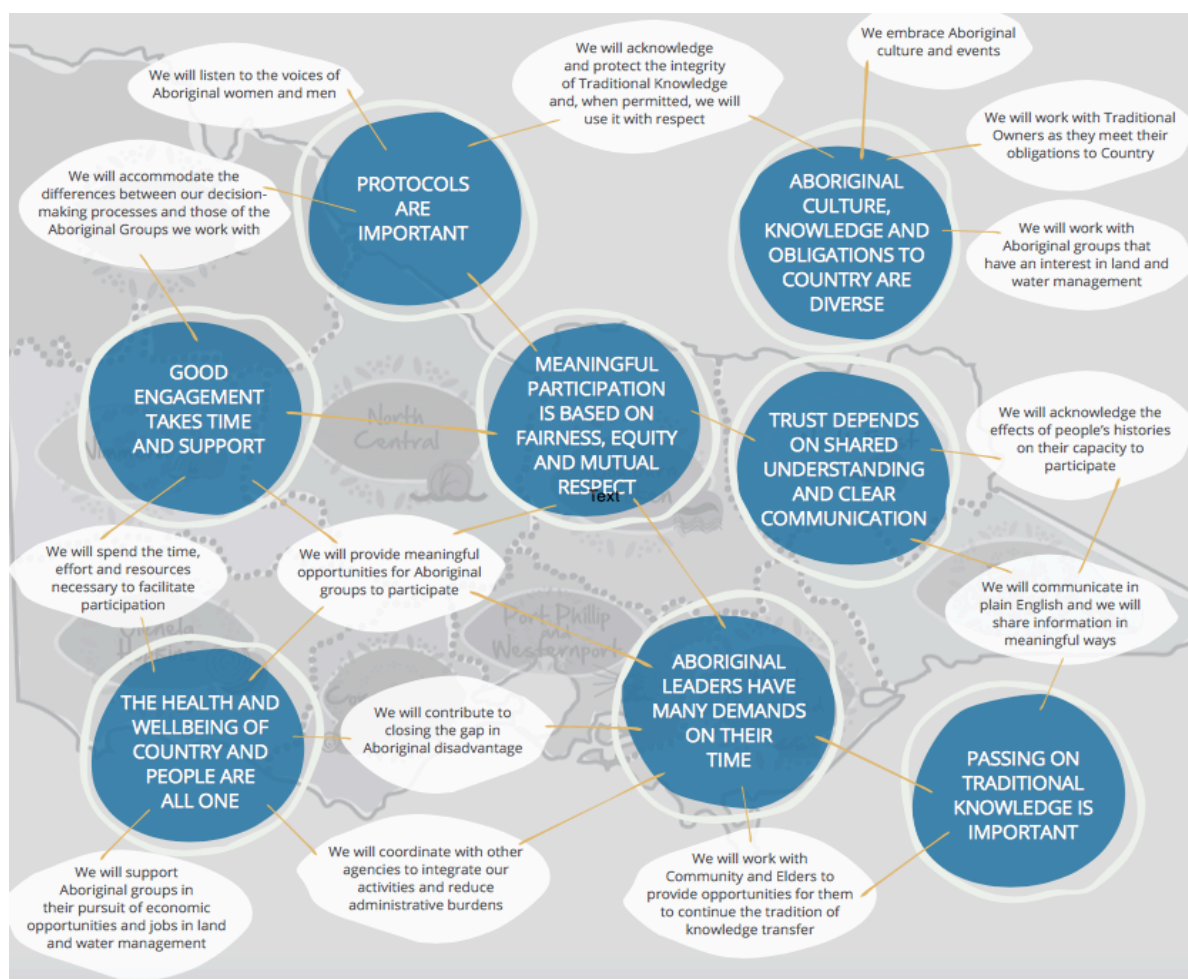 We embrace Aboriginal
culture and events
We will acknowledge
and protect the integrity
of Traditional Knowledge
and, when permitted, we will
use it with respect
We will listen to the voices of
Aboriginal women and men
We will work with Traditional
Owners as they meet their
obligations to Country
PROTOCOLS
ARE
IMPORTANT
ABORIGINAL
CULTURE,
KNOWLEDGE AND
OBLIGATIONS TO
COUNTRY ARE
DIVERSE
We will accommodate the
differences between our decision-
making processes and those of the
Aboriginal Groups we work with
We will work with
Aboriginal groups that
have an interest in land and
water management
GOOD
ENGAGEMENT
TAKES TIME
AND SUPPORT
North
Central
MEANINGFUL
PARTICIPATION
IS BASED ON
FAIRNESS, EQUITY
AND MUTUAL
RESPECT
Text
TRUST DEPENDS
ON SHARED
UNDERSTANDING
AND CLEAR
COMMUNICATION
We will acknowledge the
effects of people's histories
on their capacity to
participate
We will spend the time,
effort and resources
necessary to facilitate
participation
We will provide meaningful
opportunities for Aboriginal
groups to participate
We will communicate in
plain English and we will
share information in
meaningful ways
Port Phillip
and
Westernport
THE HEALTH AND
WELLBEING OF
COUNTRY AND
PEOPLE ARE
ALL ONE
We will contribute to
closing the gap in
Aboriginal disadvantage
ABORIGINAL
LEADERS HAVE
MANY DEMANDS
ON THEIR
TIME
PASSING ON
TRADITIONAL
KNOWLEDGE IS
IMPORTANT
We will support
Aboriginal groups in
their pursuit of economic
opportunities and jobs in land
and water management
We will coordinate with other
agencies to integrate our
activities and reduce
administrative burdens
We will work with
Community and Elders to
provide opportunities for them
to continue the tradition of
knowledge transfer